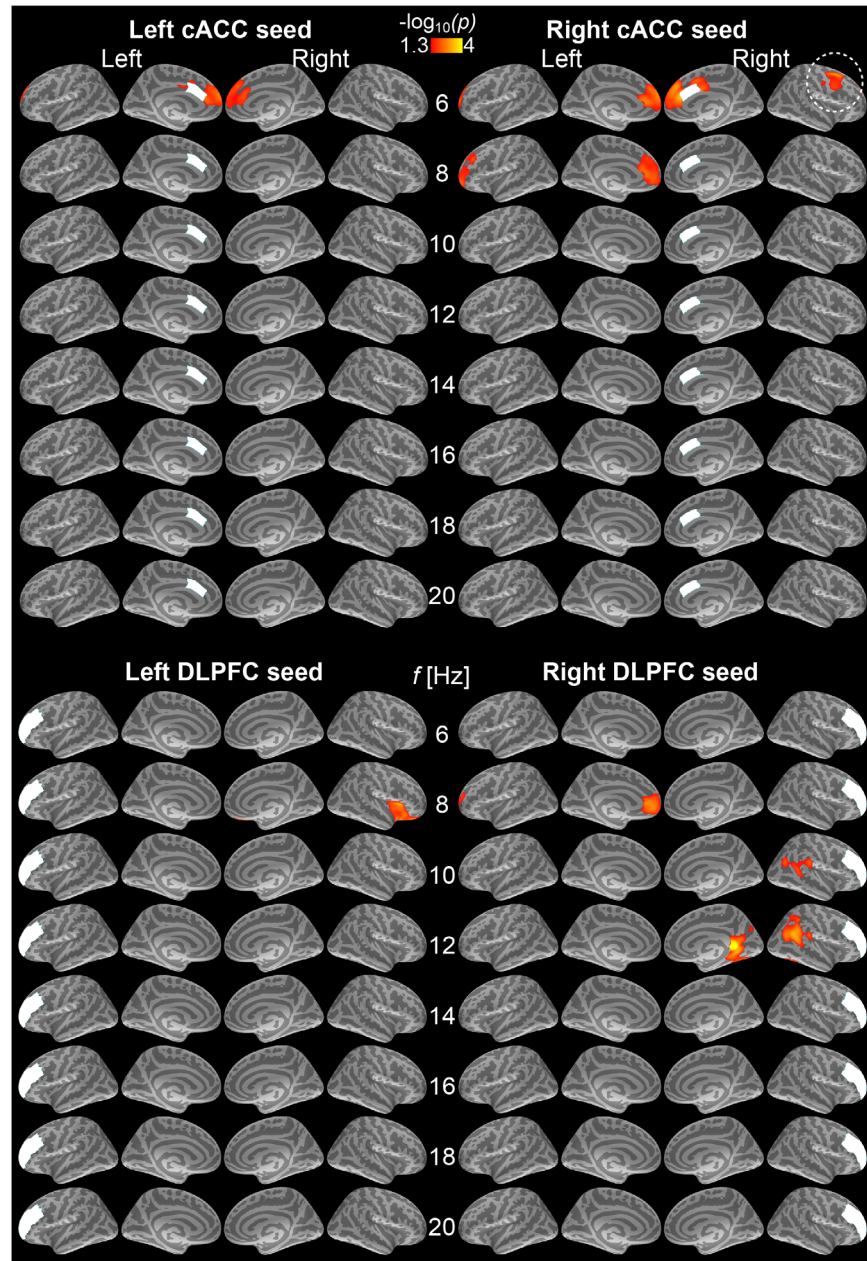 Left cACC seed
-log10(p)
1.3 4
Right cACC seed
Left Right
Left Right
6
8
10
12
14
16
18
20
Left DLPFC seed
f [Hz]
Right DLPFC seed
6
8
10
12
14
16
18
20